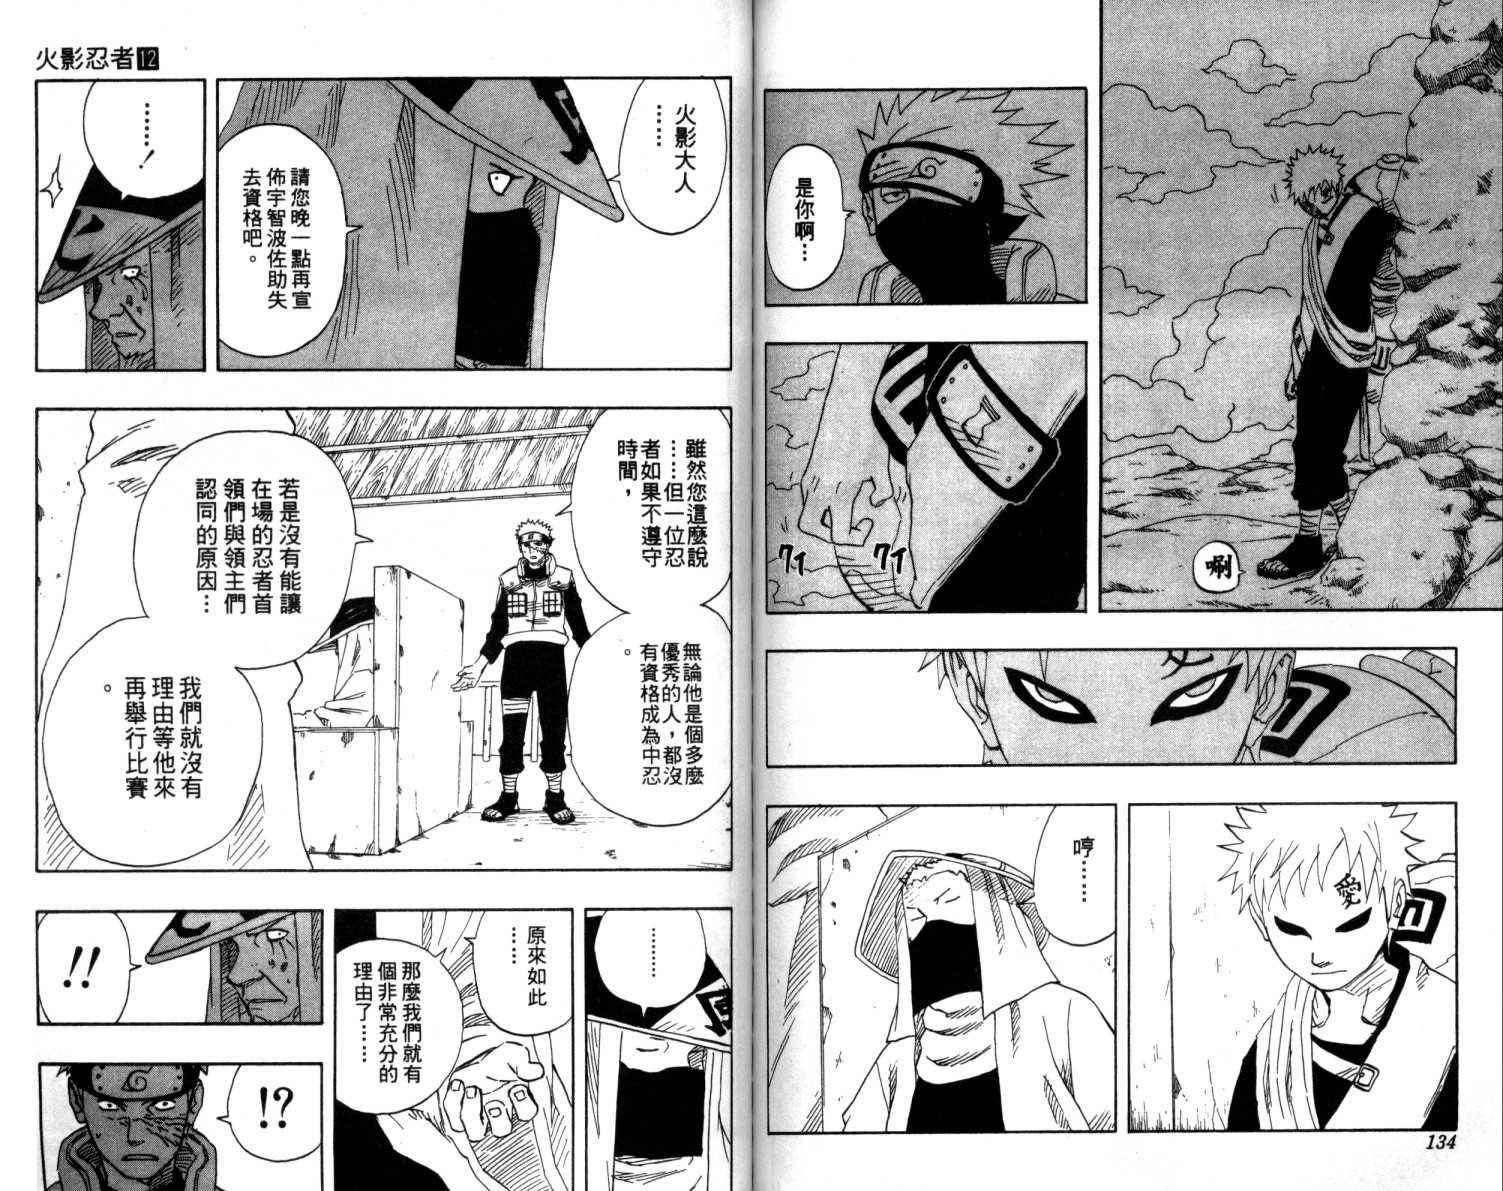 唰
是你啊…
クイ
クイ
愛
哼……
134
火影忍者12
火影大人
……
請您晚一點再宣
佈宇智波佐助失
去資格吧。
……!
雖然您這麼說
……但一位忍
者如果不遵守
時間，
無論他是個多麼
優秀的人，都沒
有資格成為中忍
。
若是沒有能讓
在場的忍者首
領們與領主們
認同的原因…
我們就沒有
理由等他來
再舉行比賽
。
………
風
原來如此
……
那麼我們就有
個非常充分的
理由了……
!!
!?